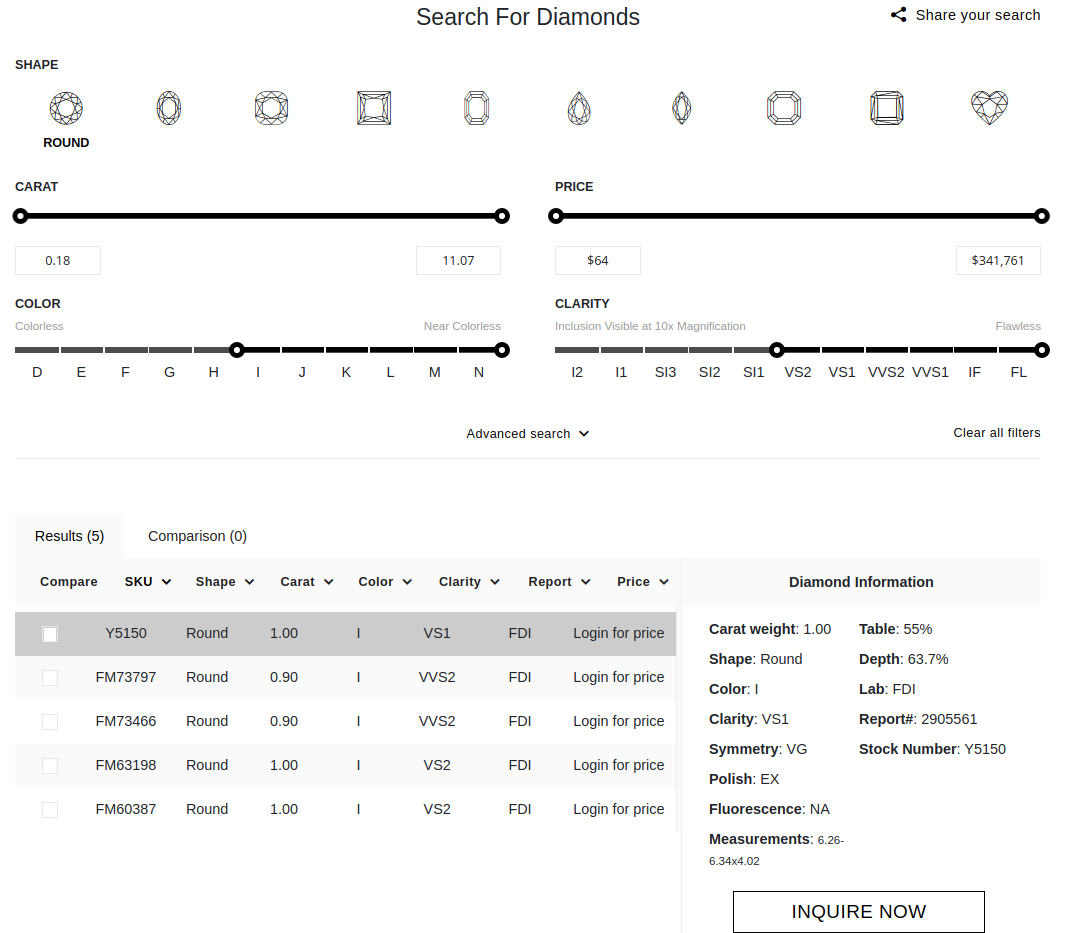 Search For Diamonds
Share your search
SHAPE
ROUND
CARAT
PRICE
0.18
11.07
$64
$341,761
COLOR
CLARITY
Colorless
Near Colorless
Inclusion Visible at 10x Magnification
Flawless
D E F G H I J K L M N
I2 I1 SI3 SI2 SI1 VS2 VS1 VVS2 VVS1 IF FL
Advanced search
Clear all filters
Results (5)
Comparison (0)
Compare SKU Shape Carat Color Clarity Report Price
Y5150 Round 1.00 I VS1 FDI Login for price
FM73797 Round 0.90 I VVS2 FDI Login for price
FM73466 Round 0.90 I VVS2 FDI Login for price
FM63198 Round 1.00 I VS2 FDI Login for price
FM60387 Round 1.00 I VS2 FDI Login for price
Diamond Information
Carat weight: 1.00
Shape: Round
Color: I
Clarity: VS1
Symmetry: VG
Polish: EX
Fluorescence: NA
Measurements: 6.26-
6.34x4.02
Table: 55%
Depth: 63.7%
Lab: FDI
Report#: 2905561
Stock Number: Y5150
INQUIRE NOW